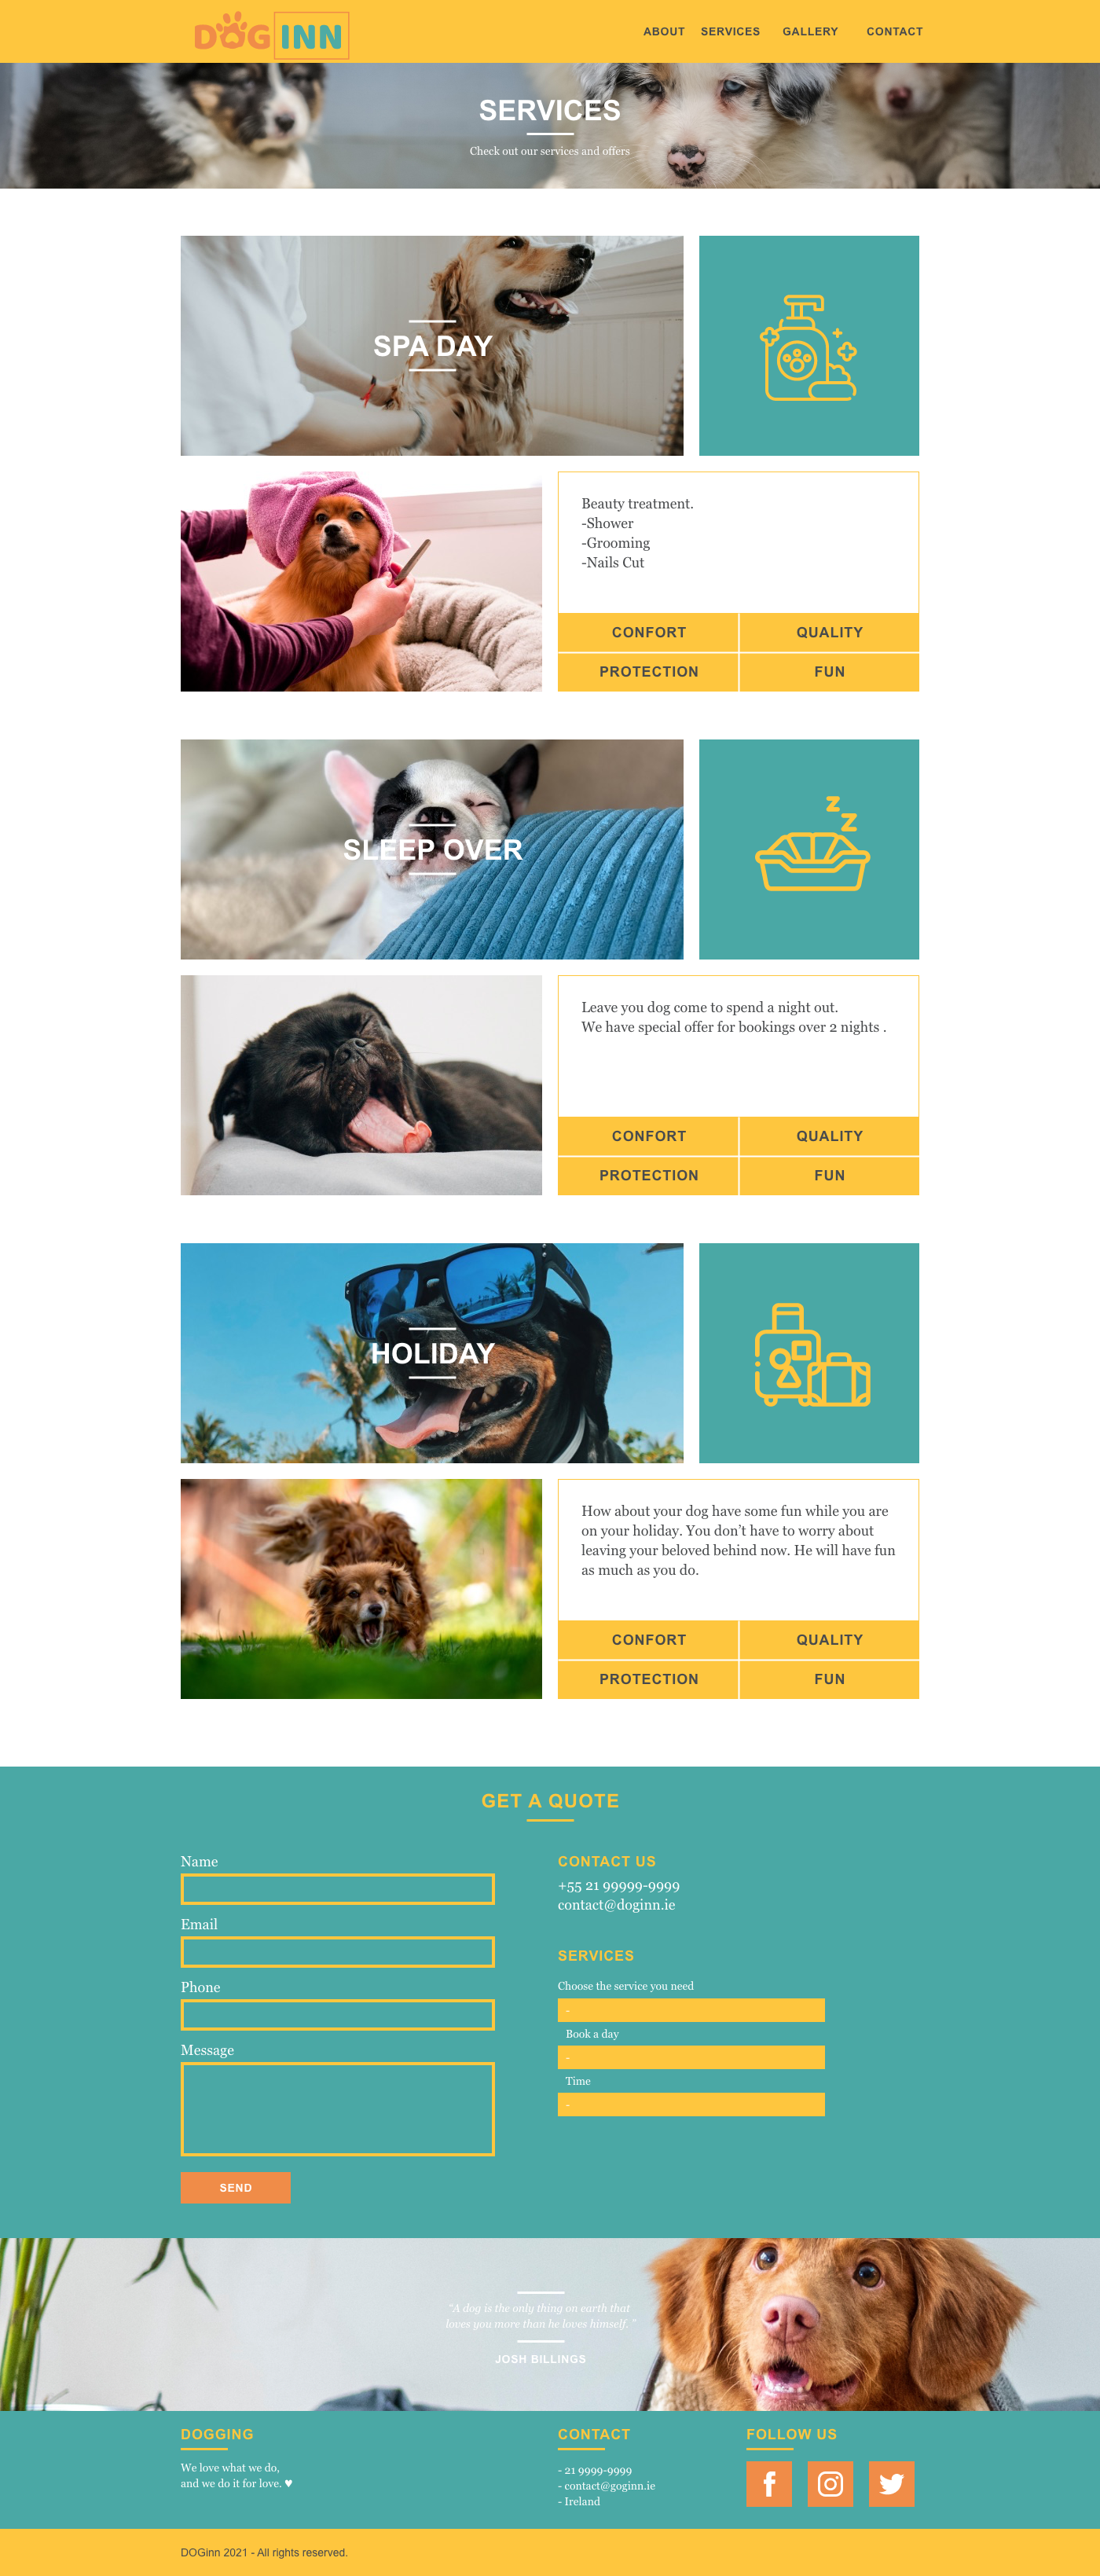 DOG INN
ABOUT SERVICES GALLERY CONTACT
SERVICES
Check out our services and offers
SPA DAY
Beauty treatment.
-Shower
-Grooming
-Nails Cut
CONFORT QUALITY
PROTECTION FUN
SLEEP OVER
Leave you dog come to spend a night out.
We have special offer for bookings over 2 nights .
CONFORT QUALITY
PROTECTION FUN
HOLIDAY
How about your dog have some fun while you are
on your holiday. You don’t have to worry about
leaving your beloved behind now. He will have fun
as much as you do.
CONFORT QUALITY
PROTECTION FUN
GET A QUOTE
Name
Email
Phone
Message
SEND
CONTACT US
+55 21 99999-9999
contact@doginn.ie
SERVICES
Choose the service you need
-
Book a day
-
Time
-
“A dog is the only thing on earth that
loves you more than he loves himself. ”
JOSH BILLINGS
DOGGING
We love what we do,
and we do it for love. ♥
CONTACT
- 21 9999-9999
- contact@goginn.ie
- Ireland
FOLLOW US
DOGinn 2021 - All rights reserved.